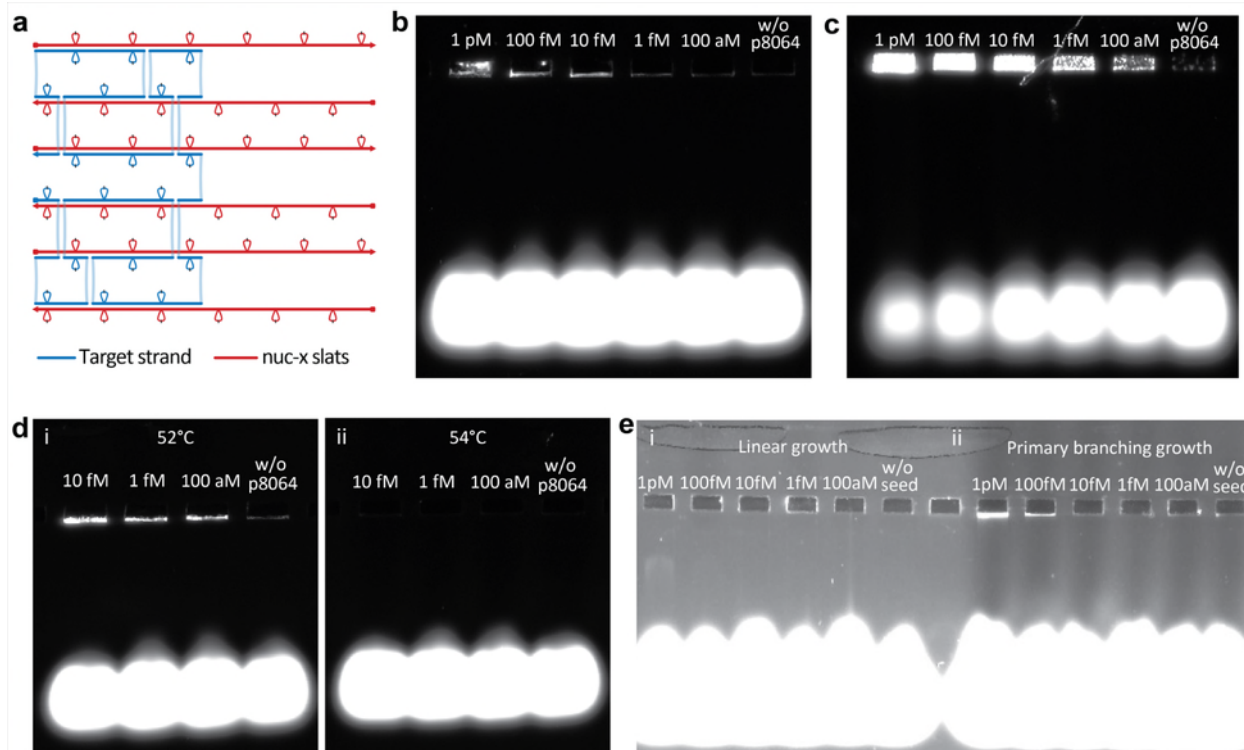 a
Target strand
nuc-x slats
b
w/o
1 pM 100 fM 10 fM 1 fM 100 aM p8064
c
w/o
1 pM 100 fM 10 fM 1 fM 100 aM p8064
d
i
52°C
w/o
10 fM 1 fM 100 aM p8064
ii
54°C
w/o
10 fM 1 fM 100 aM p8064
e
i
Linear growth
w/o
1pM 100fM 10fM 1fM 100aM seed
ii
Primary branching growth
w/o
1pM 100fM 10fM 1fM 100aM seed